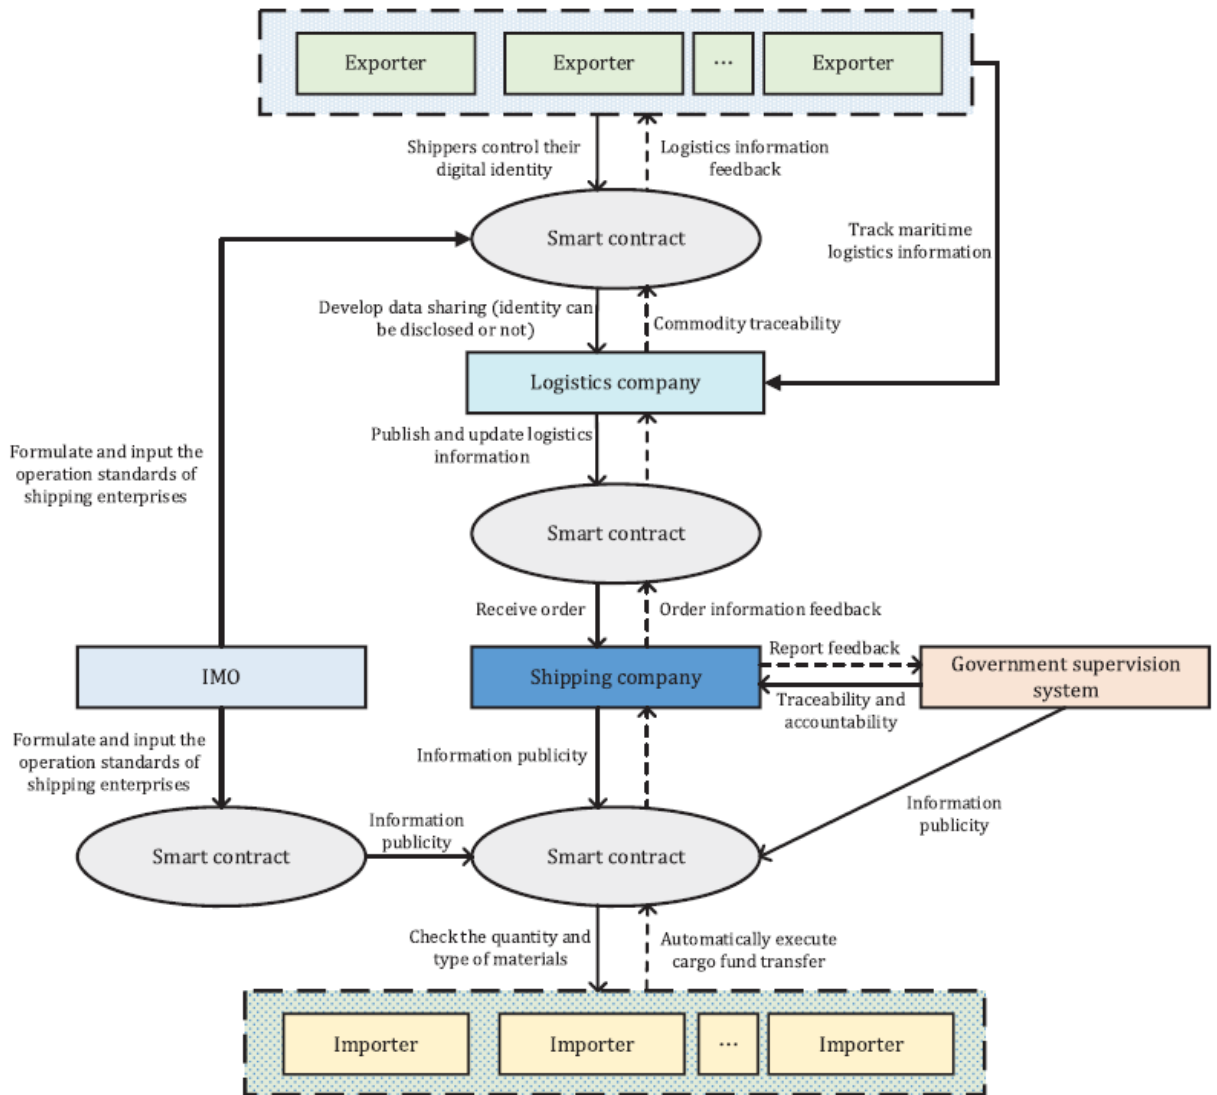 Exporter
Exporter
...
Exporter
Shippers control their
digital identity
Logistics information
feedback
Smart contract
Track maritime
logistics information
Develop data sharing (identity can
be disclosed or not)
Commodity traceability
Logistics company
Publish and update logistics
information
Formulate and input the
operation standards of
shipping enterprises
Smart contract
Receive order
Order information feedback
IMO
Shipping company
Report feedback
Traceability and
accountability
Government supervision
system
Formulate and input the
operation standards of
shipping enterprises
Information publicity
Information
publicity
Smart contract
Information
publicity
Smart contract
Check the quantity and
type of materials
Automatically execute
cargo fund transfer
Importer
Importer
...
Importer